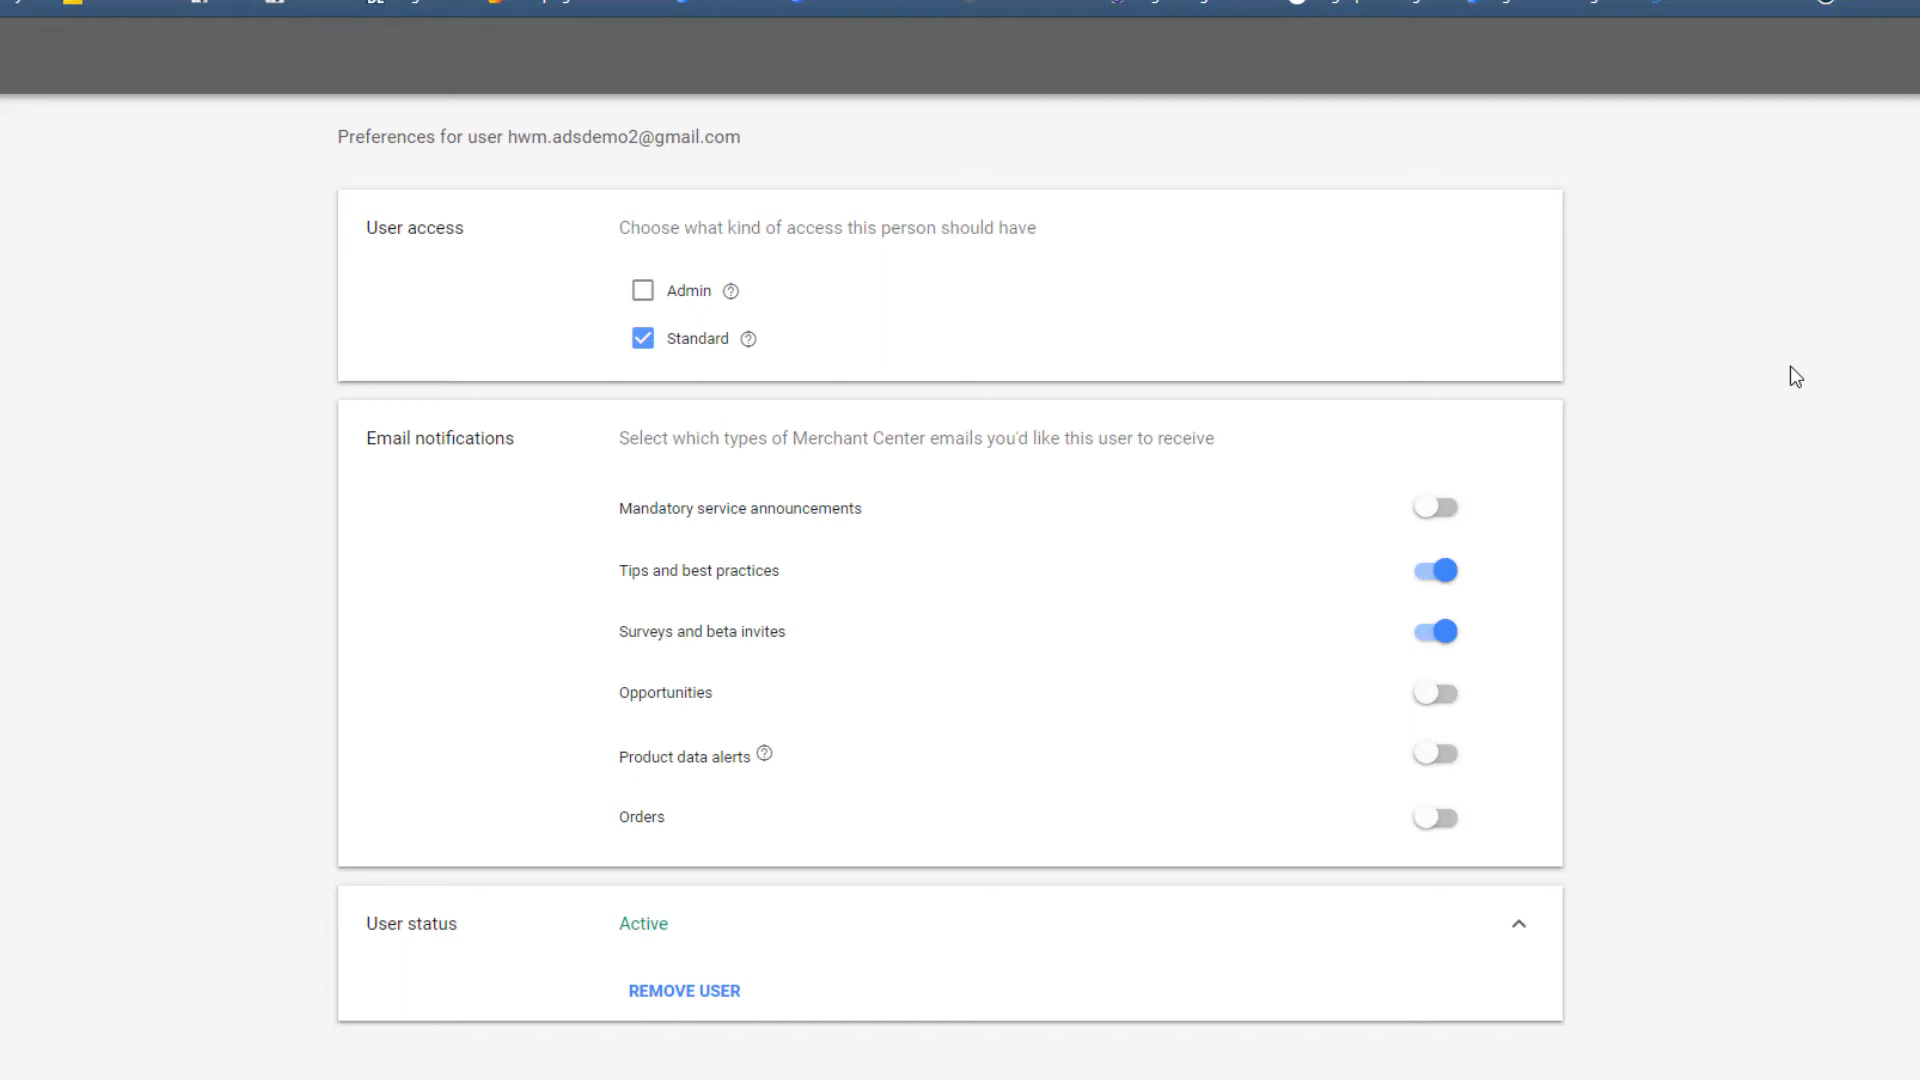 Preferences for user hwm.adsdemo2@gmail.com
User access
Choose what kind of access this person should have
Admin
Standard
Email notifications
Select which types of Merchant Center emails you'd like this user to receive
Mandatory service announcements
Tips and best practices
Surveys and beta invites
Opportunities
Product data alerts
Orders
User status
Active
REMOVE USER